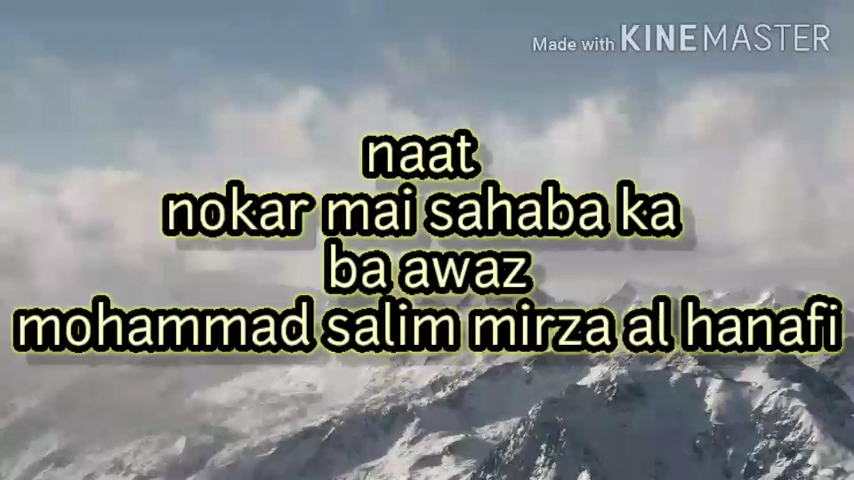 Made with KINEMASTER
naat
nokar mai sahaba ka
ba awaz
mohammad salim mirza al hanafi